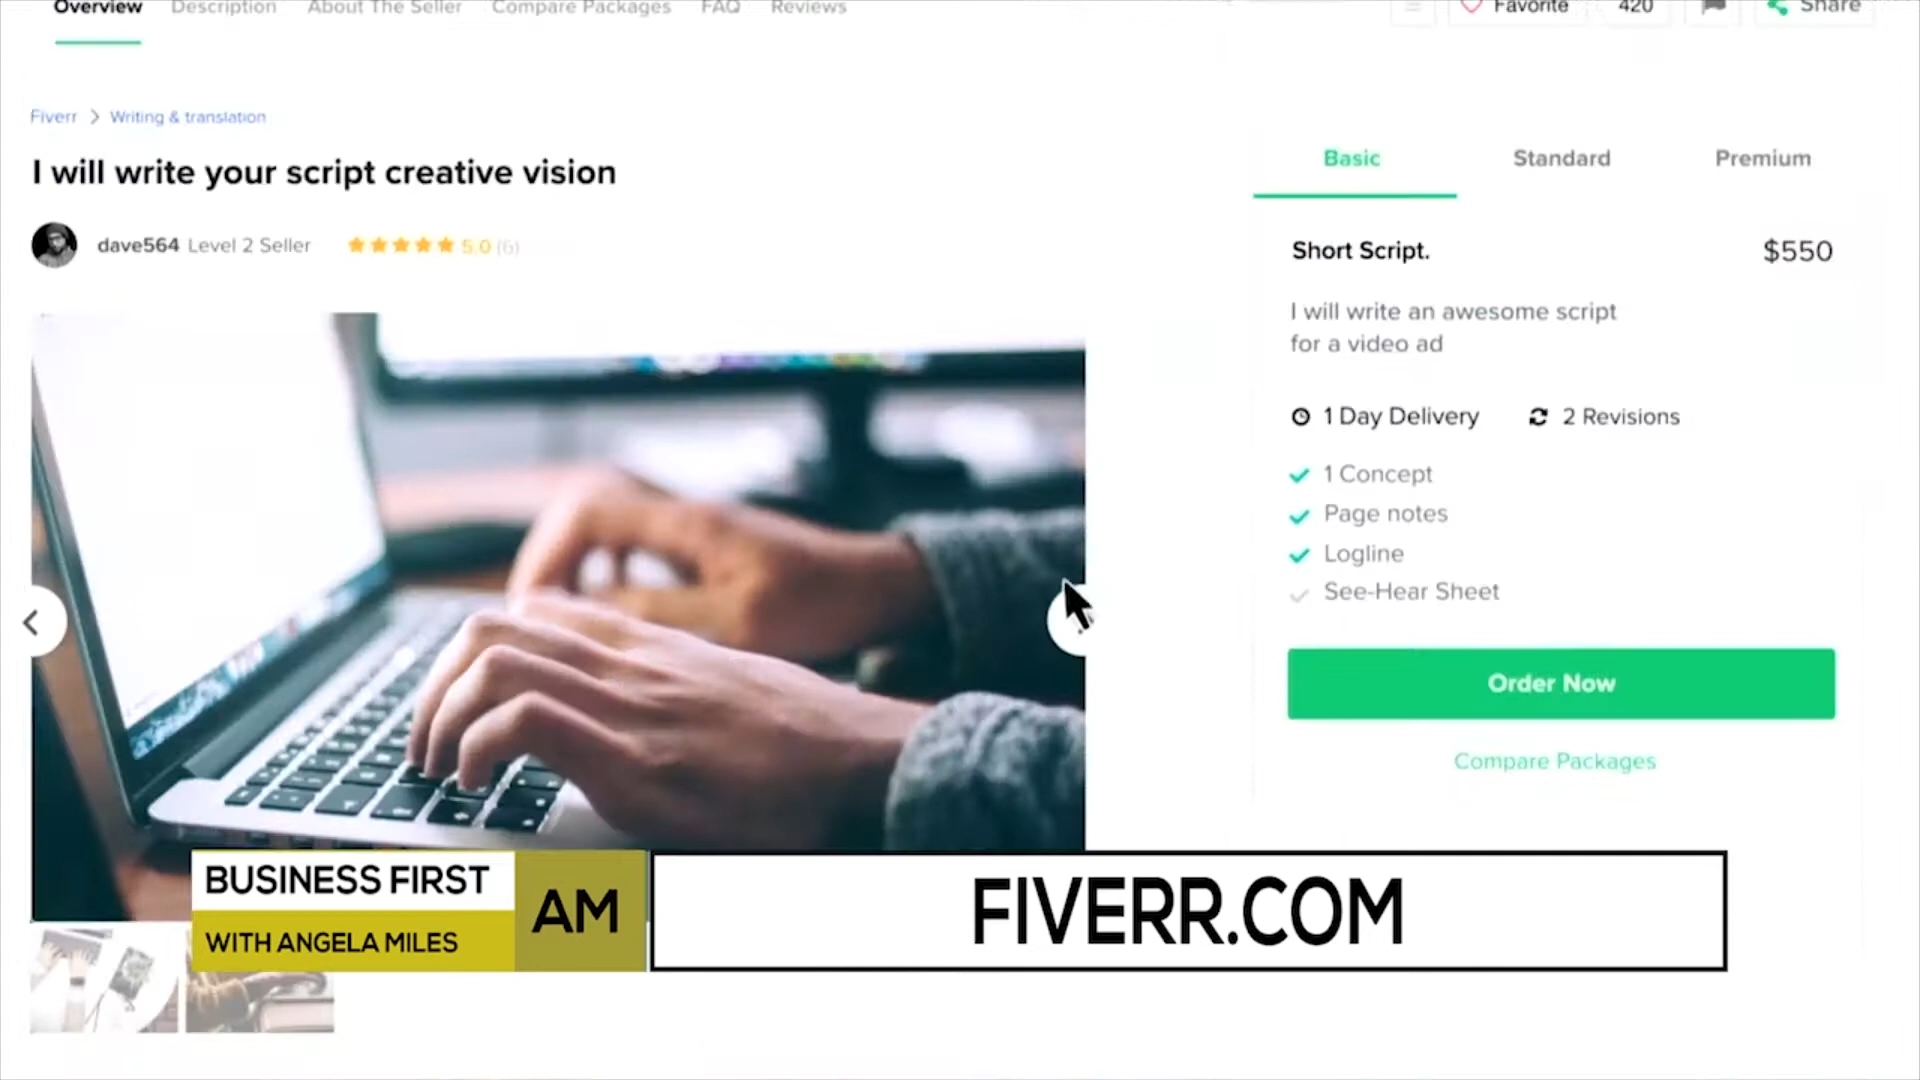 Overview Description About The Seller Compare Packages FAQ Reviews
Favorite 420 Share
Fiverr > Writing & translation
I will write your script creative vision
dave564 Level 2 Seller 5.0 (6)
Basic Standard Premium
Short Script. $550
I will write an awesome script
for a video ad
1 Day Delivery 2 Revisions
1 Concept
Page notes
Logline
See-Hear Sheet
Order Now
Compare Packages
BUSINESS FIRST
WITH ANGELA MILES
AM
FIVERR.COM